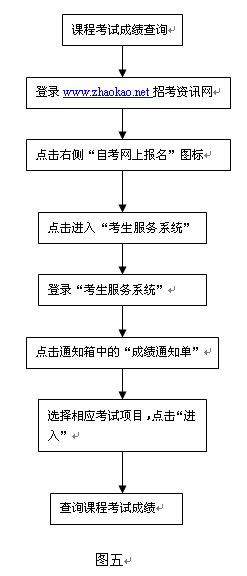 课程考试成绩查询
登录 www.zhaokao.net 招考资讯网
点击右侧“自考网上报名”图标
点击进入“考生服务系统”
登录“考生服务系统”
点击通知箱中的“成绩通知单”
选择相应考试项目,点击“进
入”
查询课程考试成绩
图五